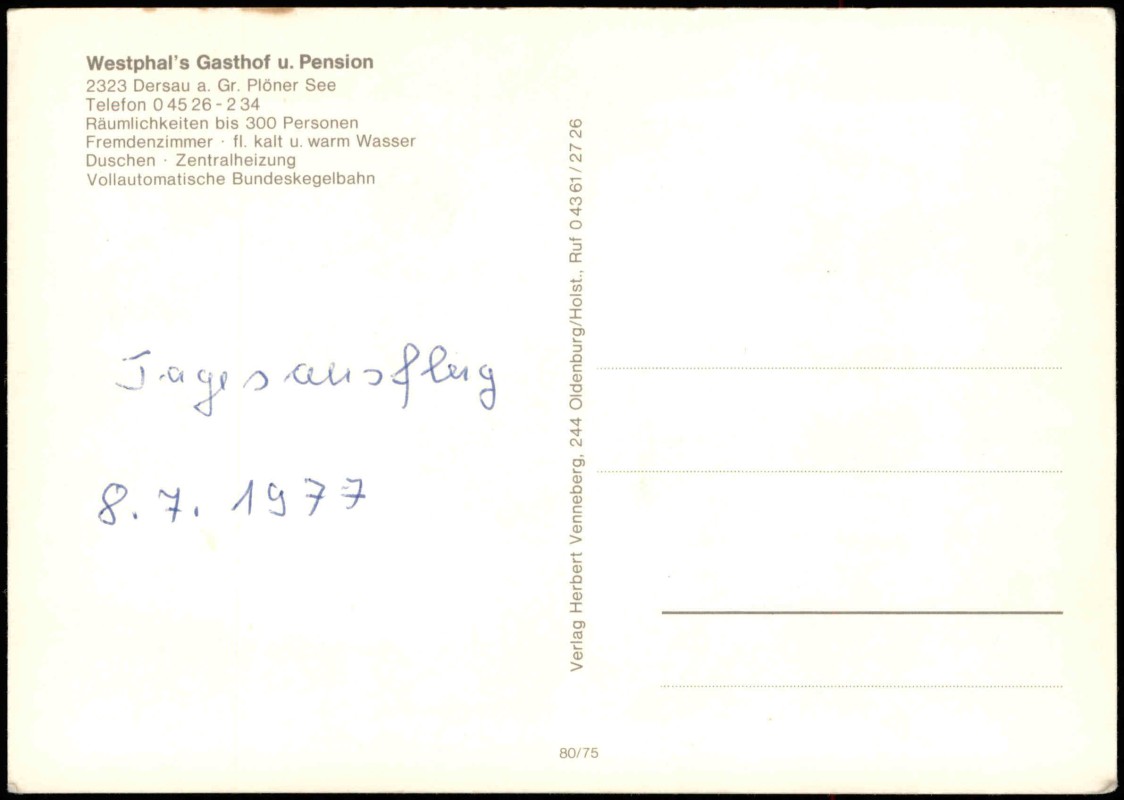 Westphal's Gasthof u. Pension
2323 Dersau a. Gr. Plöner See
Telefon 0 45 26 - 2 34
Räumlichkeiten bis 300 Personen
Fremdenzimmer · fl. kalt u. warm Wasser
Duschen · Zentralheizung
Vollautomatische Bundeskegelbahn
Tagesausflug
8. 7. 1977
Verlag Herbert Venneberg, 244 Oldenburg/Holst., Ruf 0 43 61 / 27 26
80/75